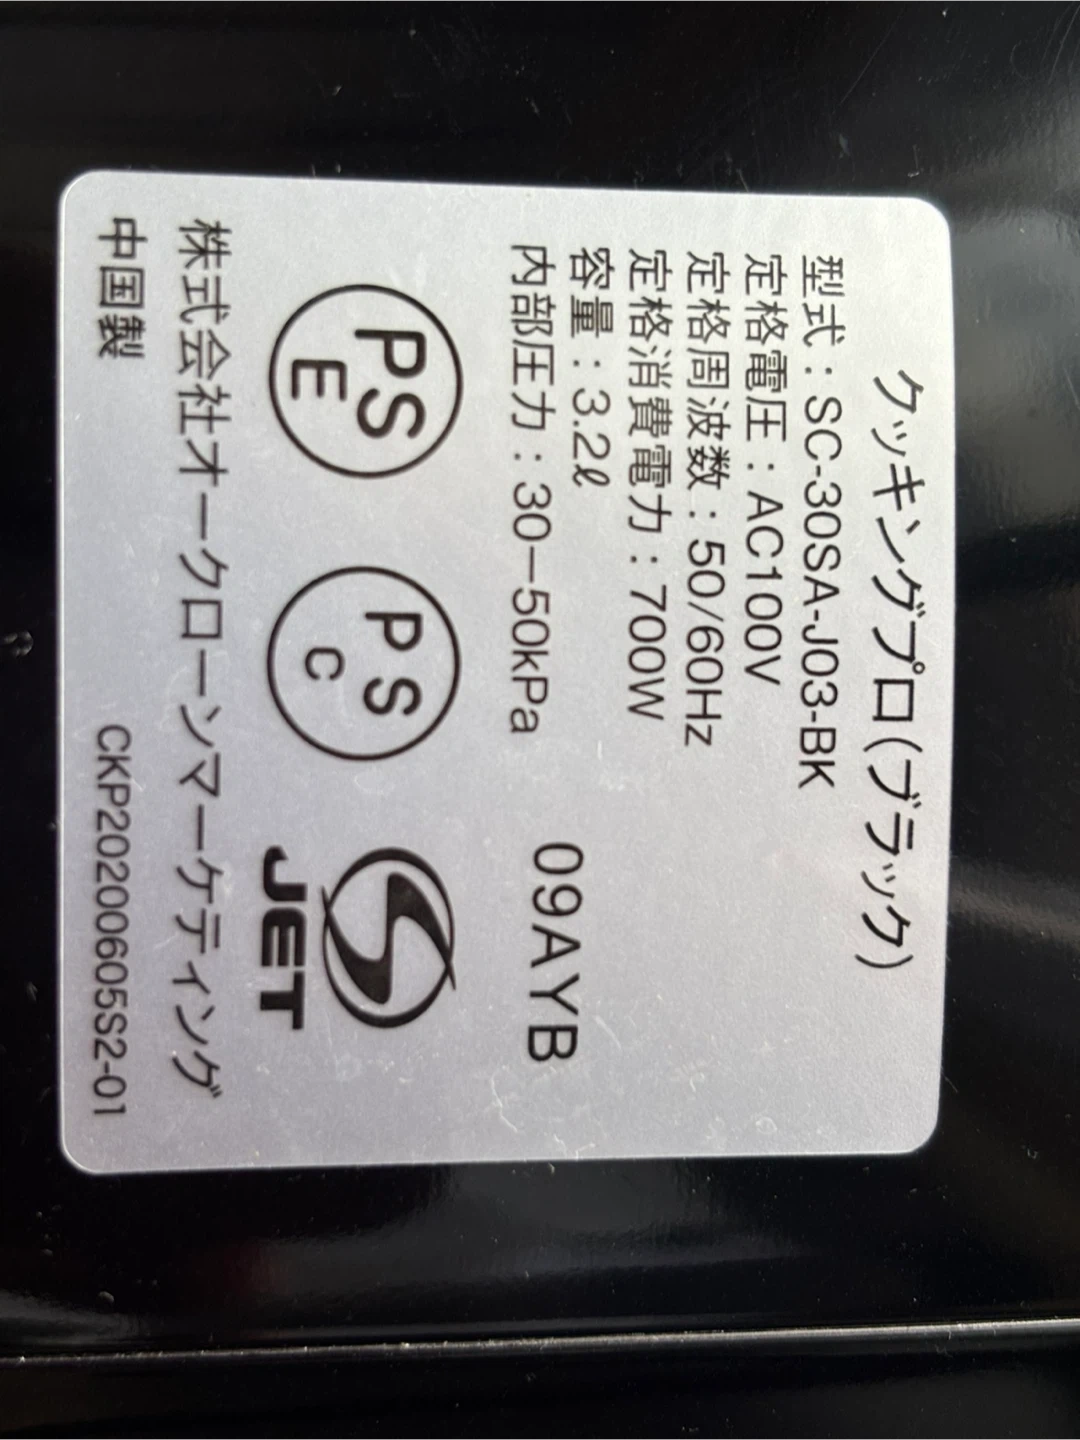 クッキングプロ(ブラック)
型式:SC-30SA-J03-BK
定格電圧:AC100V
定格周波数:50/60Hz
定格消費電力:700W
容量:3.2ℓ
内部圧力:30−50kPa
09AYB
PS
E
PS
C
S
JET
株式会社オークローンマーケティング
中国製 CKP20200605S2-01